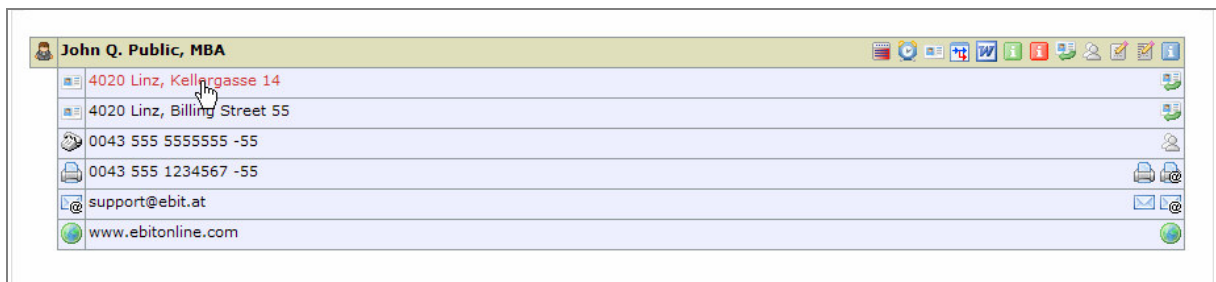 John Q. Public, MBA
4020 Linz, Kellergasse 14
4020 Linz, Billing Street 55
0043 555 5555555 -55
0043 555 1234567 -55
support@ebit.at
www.ebitonline.com